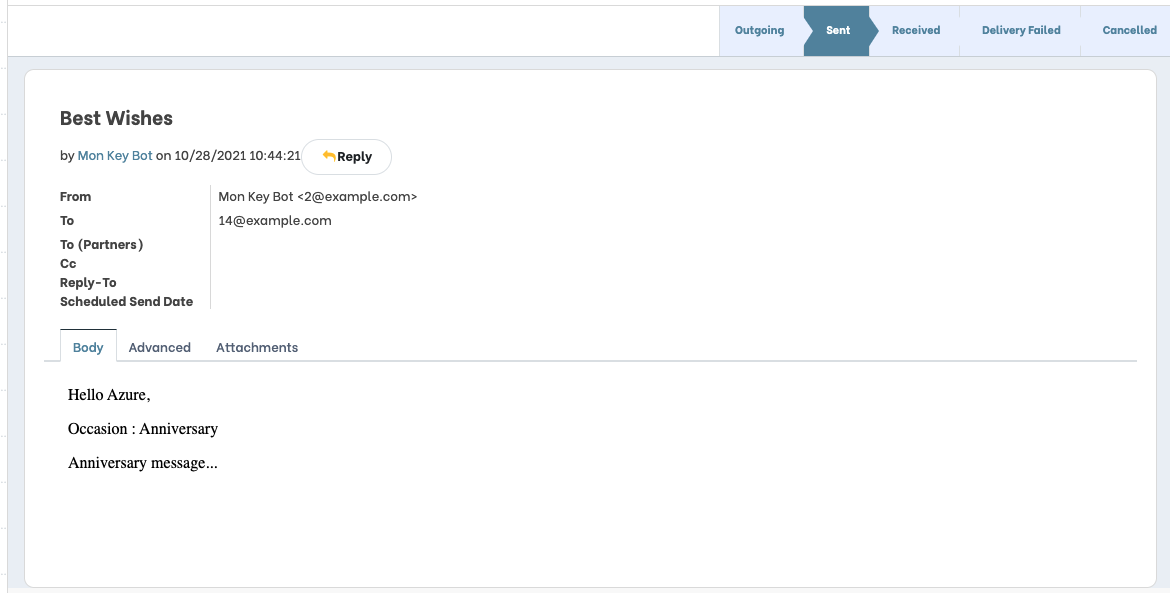 Outgoing Sent Received Delivery Failed Cancelled
Best Wishes
by Mon Key Bot on 10/28/2021 10:44:21 Reply
From Mon Key Bot <2@example.com>
To 14@example.com
To (Partners)
Cc
Reply-To
Scheduled Send Date
Body Advanced Attachments
Hello Azure,
Occasion : Anniversary
Anniversary message...